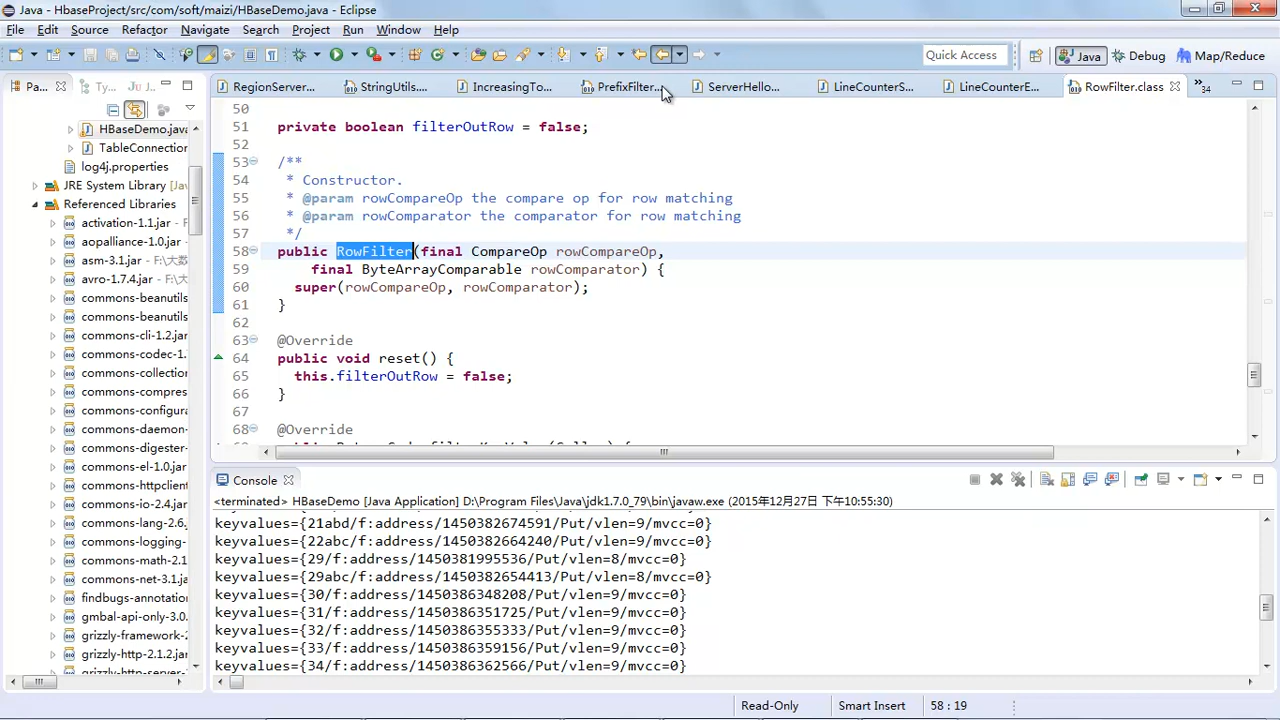 Java - HbaseProject/src/com/soft/maizi/HBaseDemo.java - Eclipse
File Edit Source Refactor Navigate Search Project Run Window Help
Quick Access Java Debug Map/Reduce
Pa... Ty... Ju... J
RegionServer... StringUtils.... IncreasingTo... PrefixFilter... ServerHello... LineCounterS... LineCounterE... RowFilter.class 34
HBaseDemo.java
TableConnection
log4j.properties
JRE System Library [Jav
Referenced Libraries
activation-1.1.jar - F
aopalliance-1.0.jar
asm-3.1.jar - F:\大数
avro-1.7.4.jar - F:\大
commons-beanutils
commons-beanutils
commons-cli-1.2.jar
commons-codec-1.
commons-collection
commons-compres
commons-configura
commons-daemon-
commons-digester-
commons-el-1.0.jar
commons-httpclient
commons-io-2.4.jar
commons-lang-2.6.
commons-logging-
commons-math-2.1
commons-net-3.1.ja
findbugs-annotation
gmbal-api-only-3.0.
grizzly-framework-2
grizzly-http-2.1.2.jar
50
51 private boolean filterOutRow = false;
52
53 /**
54 * Constructor.
55 * @param rowCompareOp the compare op for row matching
56 * @param rowComparator the comparator for row matching
57 */
58 public RowFilter(final CompareOp rowCompareOp,
59 final ByteArrayComparable rowComparator) {
60 super(rowCompareOp, rowComparator);
61 }
62
63 @Override
64 public void reset() {
65 this.filterOutRow = false;
66 }
67
68 @Override
Console
<terminated> HBaseDemo [Java Application] D:\Program Files\Java\jdk1.7.0_79\bin\javaw.exe (2015年12月27日 下午10:55:30)
keyvalues={21abd/f:address/1450382674591/Put/vlen=9/mvcc=0}
keyvalues={22abc/f:address/1450382664240/Put/vlen=9/mvcc=0}
keyvalues={29/f:address/1450381995536/Put/vlen=8/mvcc=0}
keyvalues={29abc/f:address/1450382654413/Put/vlen=8/mvcc=0}
keyvalues={30/f:address/1450386348208/Put/vlen=9/mvcc=0}
keyvalues={31/f:address/1450386351725/Put/vlen=9/mvcc=0}
keyvalues={32/f:address/1450386355333/Put/vlen=9/mvcc=0}
keyvalues={33/f:address/1450386359156/Put/vlen=9/mvcc=0}
keyvalues={34/f:address/1450386362566/Put/vlen=9/mvcc=0}
Read-Only Smart Insert 58 : 19